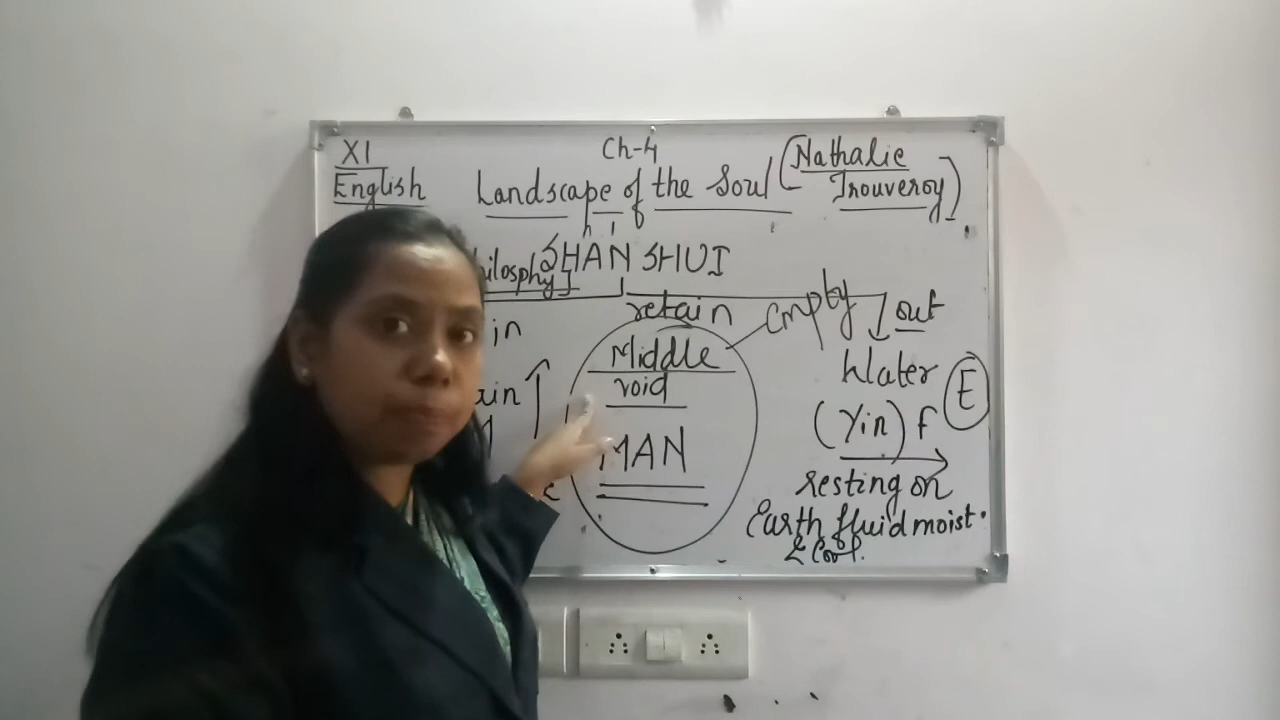 XI
English
Ch-4
Landscape of the Soul (Nathalie
Trouveroy)
SHAN SHUI
retain
empty
out
in
Middle
void
MAN
Water
(Yin) f
E
resting on
Earth fluid moist
& Cool.